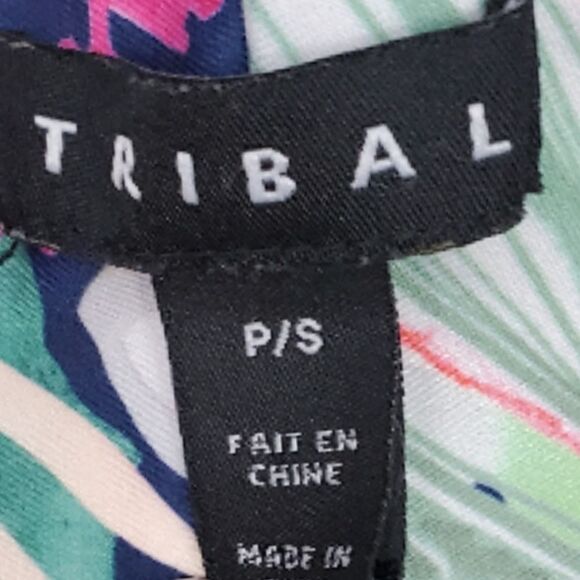 TRIBAL
P/S
FAIT EN
CHINE
MADE IN